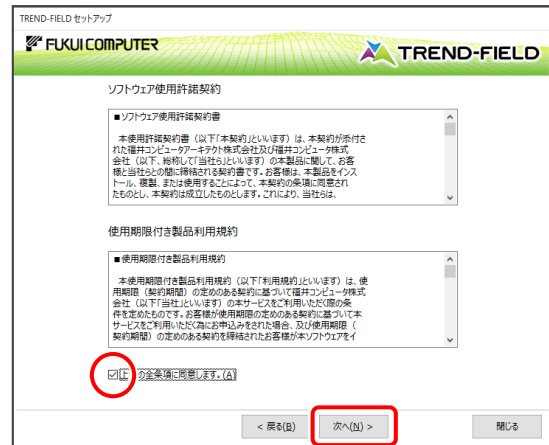 TREND-FIELD セットアップ
FUKUI COMPUTER
TREND-FIELD
ソフトウェア使用許諾契約
■ソフトウェア使用許諾契約書
本使用許諾契約書（以下「本契約」といいます）は、本契約が添付さ
れた福井コンピュータアーキテクト株式会社及び福井コンピュータ株式
会社（以下、総称して「当社ら」といいます）の本製品に関して、お客
様と当社らとの間に締結される契約書です。お客様は、本製品をインス
トール、複製、または使用することによって、本契約の条項に同意され
たものとし、本契約は成立したものとします。これにより、当社らは、
使用期限付き製品利用規約
■使用期限付き製品利用規約
本使用期限付き製品利用規約（以下「利用規約」といいます）は、使
用期限（契約期間）の定めのある契約に基づいて福井コンピュータ株式
会社（以下「当社」といいます）の本サービスをご利用いただく際の条
件を定めたものです。お客様が使用期限の定めのある契約に基づいて本
サービスをご利用いただく為にお申込みをされた場合、及び使用期限（
契約期間）の定めのある契約を締結されたお客様が本ソフトウェアをイ
上の全条項に同意します。(A)
< 戻る(B)
次へ(N) >
閉じる